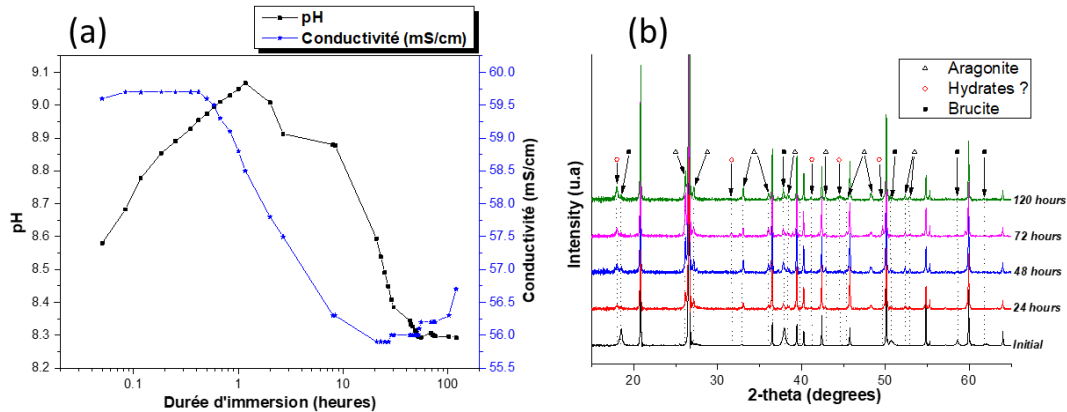 (a)
pH
Conductivité (mS/cm)
9.1
9.0
8.9
8.8
8.7
8.6
8.5
8.4
8.3
8.2
pH
60.0
59.5
59.0
58.5
58.0
57.5
57.0
56.5
56.0
55.5
Conductivité (mS/cm)
0.1
1
10
100
Durée d'immersion (heures)
(b)
Aragonite
Hydrates ?
Brucite
Intensity (u.a)
120 hours
72 hours
48 hours
24 hours
Initial
20
30
40
50
60
2-theta (degrees)